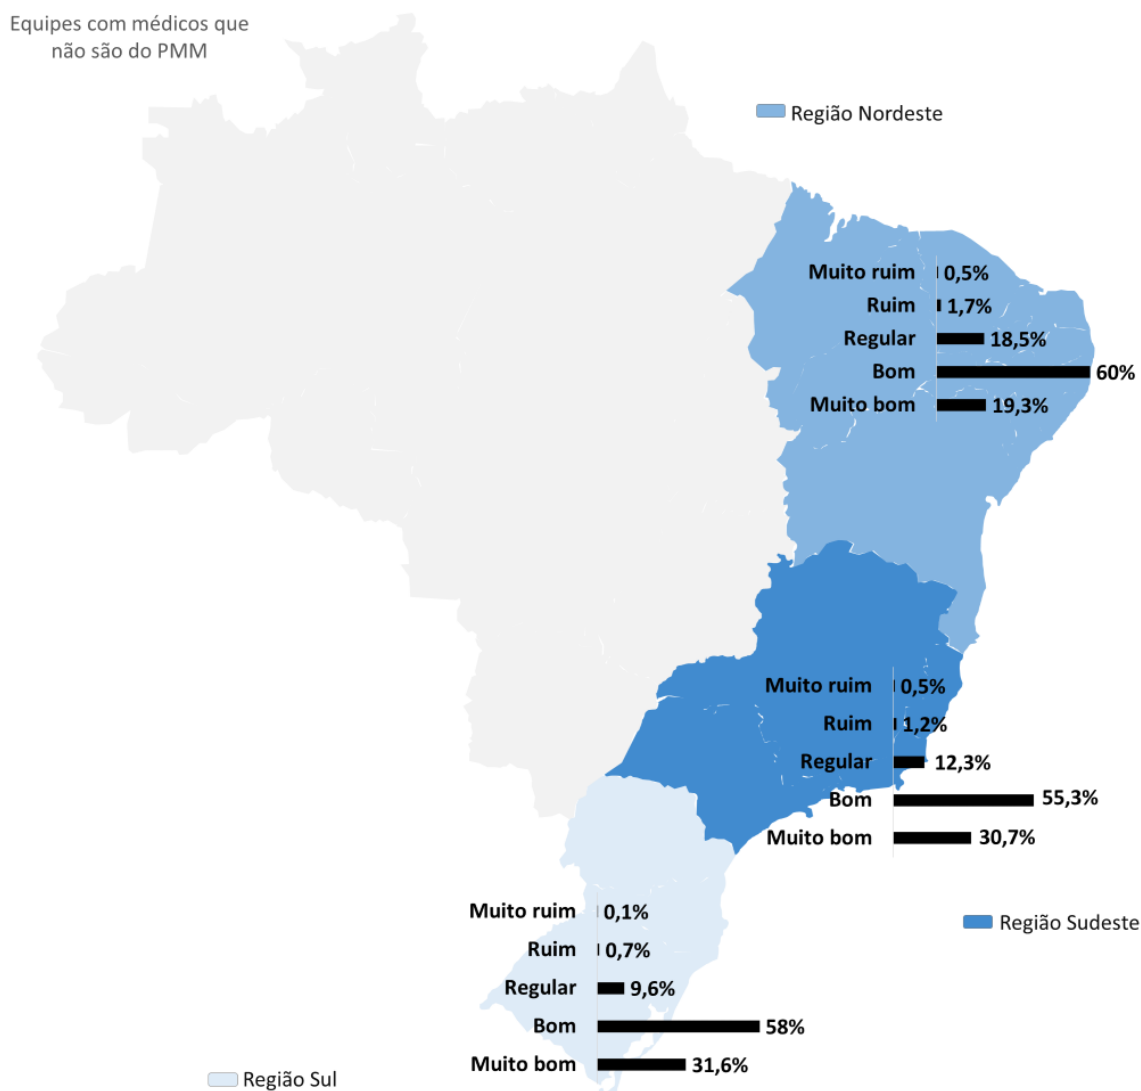 Equipes com médicos que
não são do PMM
Região Nordeste
Muito ruim 0,5%
Ruim 1,7%
Regular 18,5%
Bom 60%
Muito bom 19,3%
Muito ruim 0,5%
Ruim 1,2%
Regular 12,3%
Bom 55,3%
Muito bom 30,7%
Região Sudeste
Muito ruim 0,1%
Ruim 0,7%
Regular 9,6%
Bom 58%
Muito bom 31,6%
Região Sul